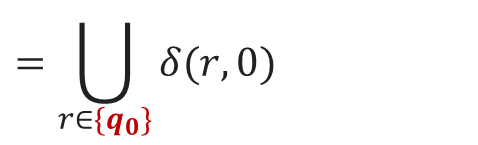 = ⋃ δ(r, 0)
r∈{q₀}